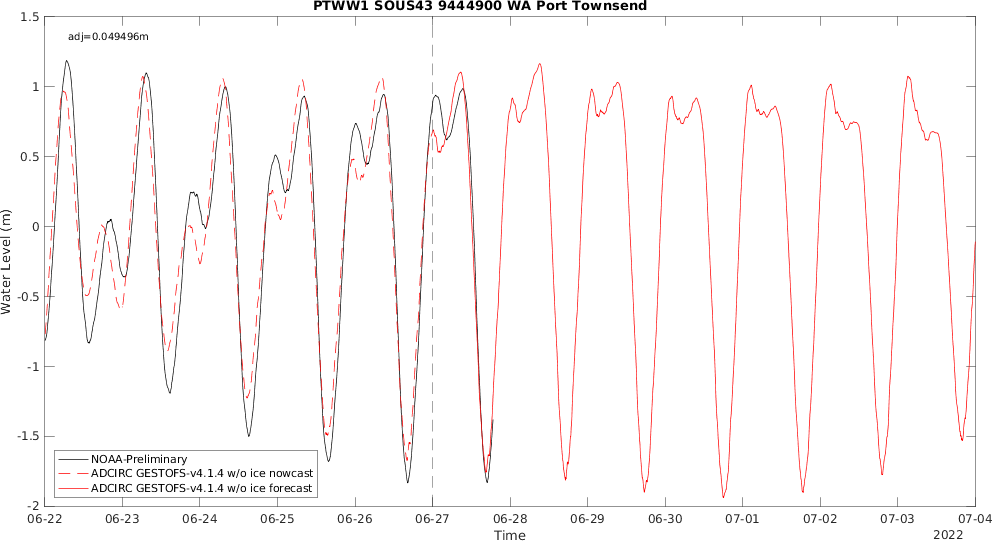 PTWW1 SOUS43 9444900 WA Port Townsend
adj=0.049496m
1.5
1
0.5
0
-0.5
-1
-1.5
-2
Water Level (m)
NOAA-Preliminary
ADCIRC GESTOFS-v4.1.4 w/o ice nowcast
ADCIRC GESTOFS-v4.1.4 w/o ice forecast
06-22 06-23 06-24 06-25 06-26 06-27 06-28 06-29 06-30 07-01 07-02 07-03 07-04
Time
2022